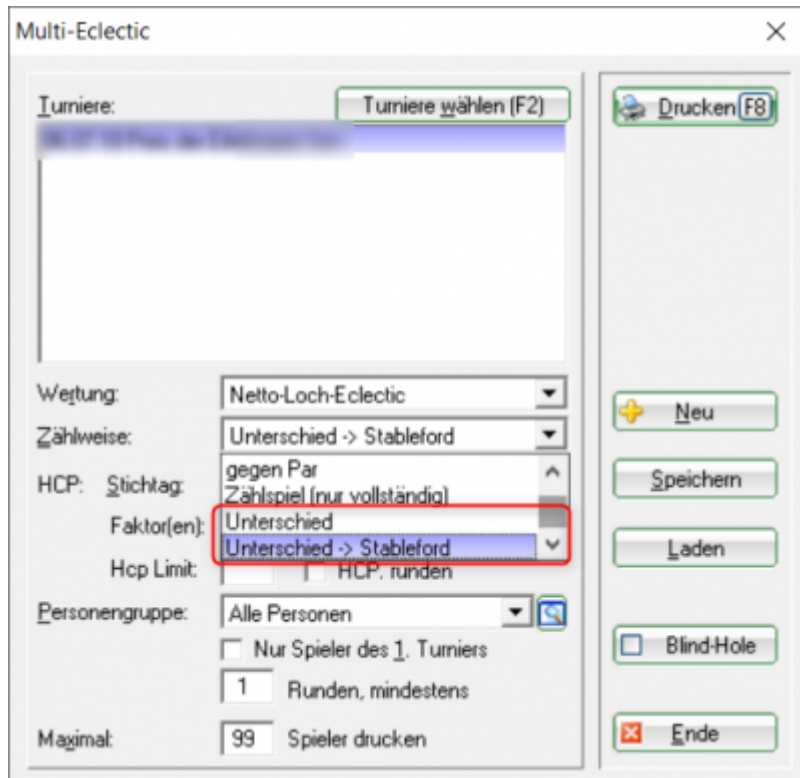 Multi-Eclectic
Turniere:
Turniere wählen (F2)
Drucken F8
Wertung:
Netto-Loch-Eclectic
Neu
Zählweise:
Unterschied -> Stableford
HCP: Stichtag:
gegen Par
Zählspiel (nur vollständig)
Speichern
Faktor(en):
Unterschied
Unterschied -> Stableford
Laden
Hcp Limit:
HCP. runden
Personengruppe:
Alle Personen
Nur Spieler des 1. Turniers
Blind-Hole
1 Runden, mindestens
Maximal: 99 Spieler drucken
Ende